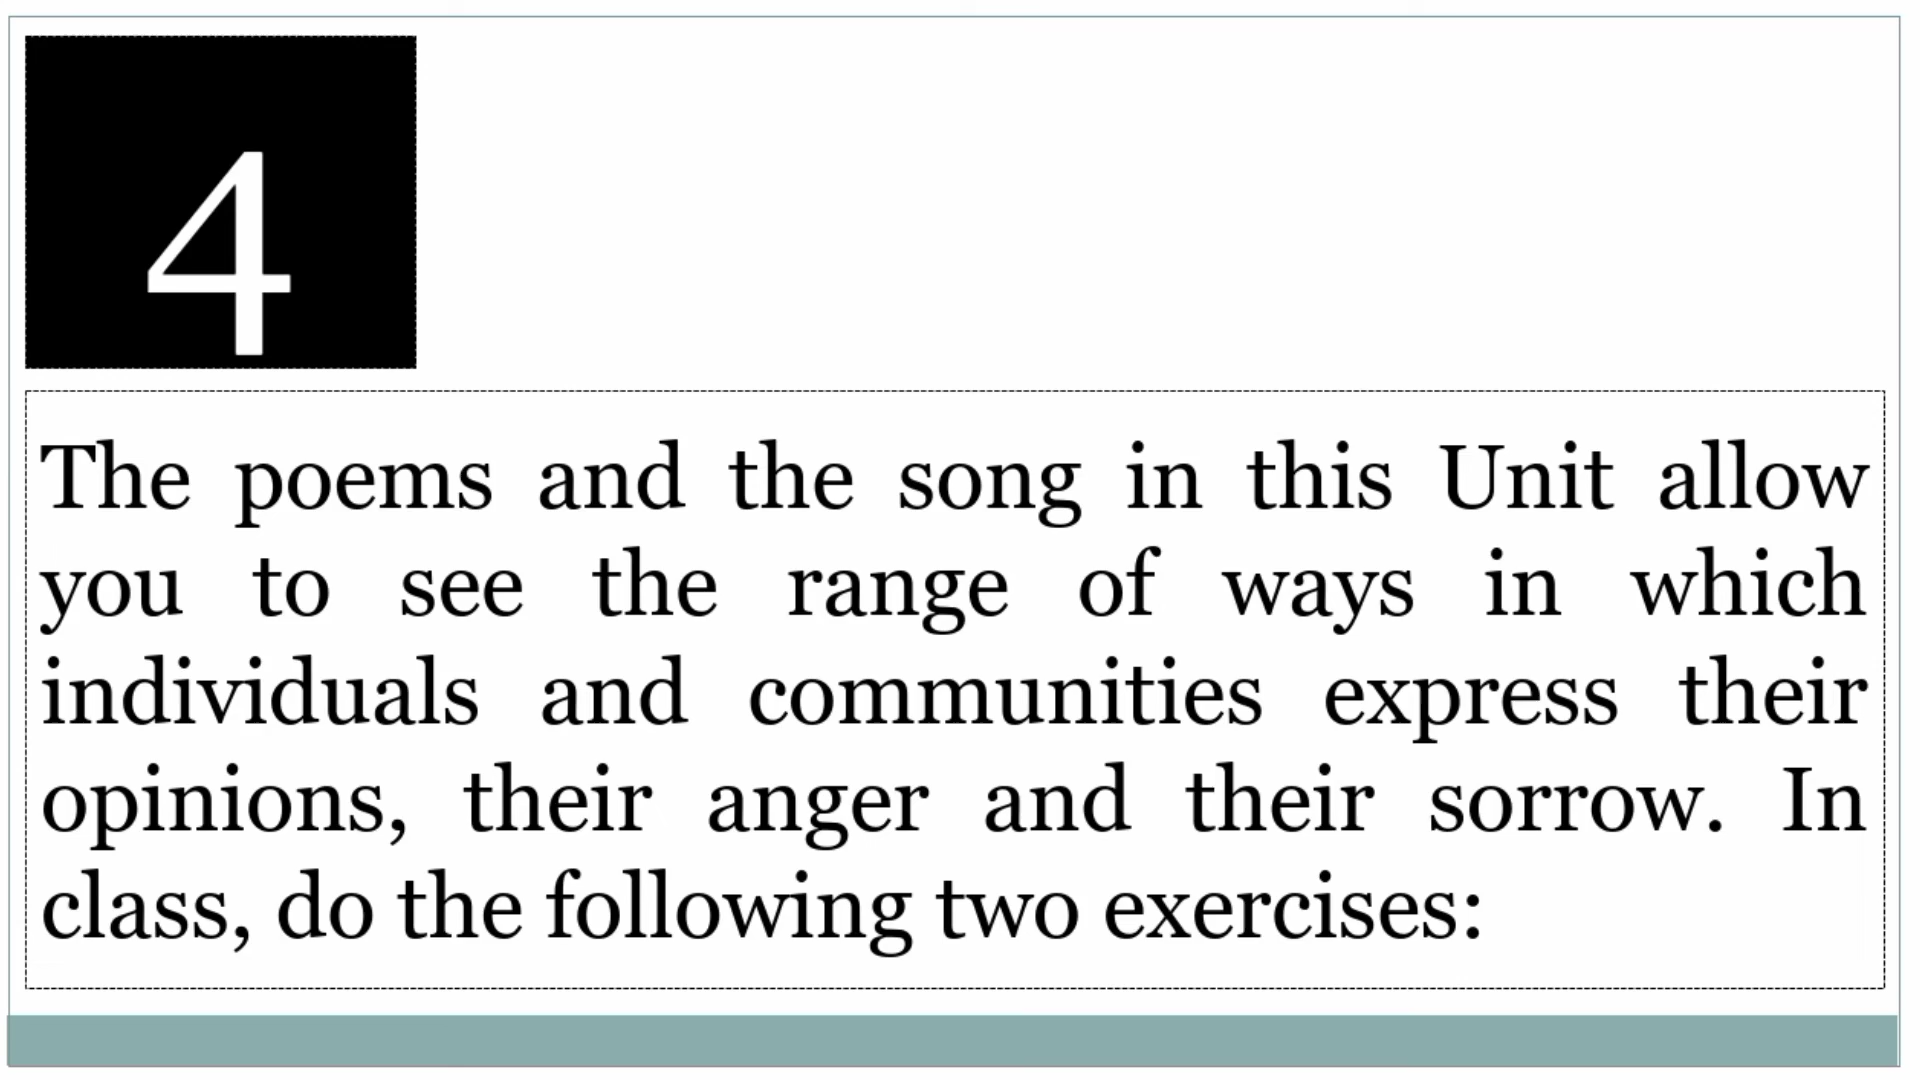 4
The poems and the song in this Unit allow
you to see the range of ways in which
individuals and communities express their
opinions, their anger and their sorrow. In
class, do the following two exercises: